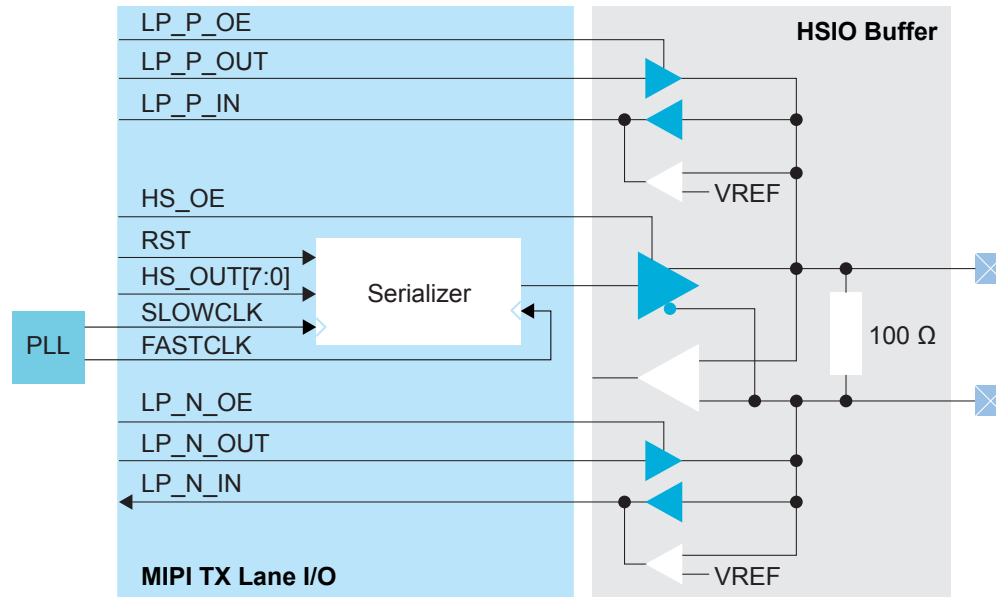 LP_P_OE
HSIO Buffer
LP_P_OUT
LP_P_IN
VREF
HS_OE
RST
HS_OUT[7:0]
Serializer
SLOWCLK
PLL
FASTCLK
100 Ω
LP_N_OE
LP_N_OUT
LP_N_IN
MIPI TX Lane I/O
VREF